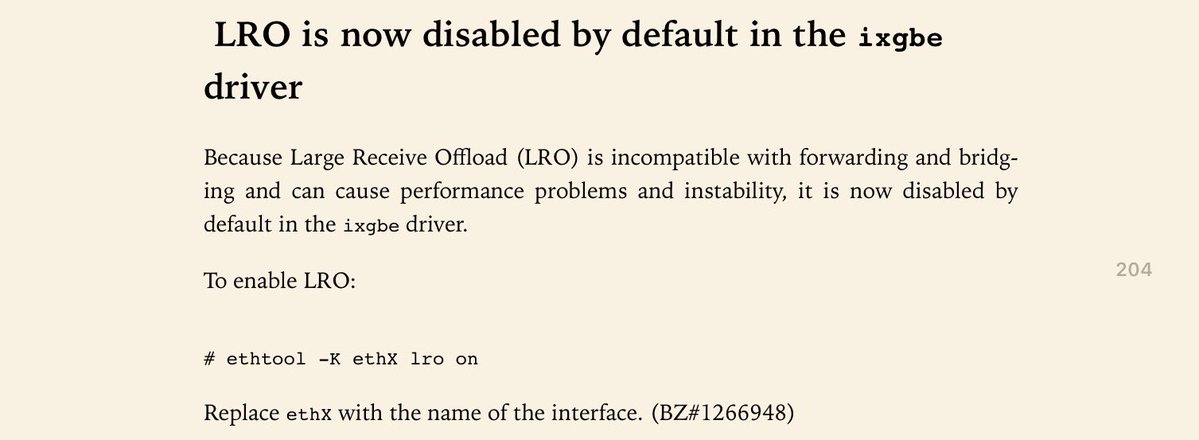 LRO is now disabled by default in the ixgbe
driver
Because Large Receive Offload (LRO) is incompatible with forwarding and bridg-
ing and can cause performance problems and instability, it is now disabled by
default in the ixgbe driver.
To enable LRO:
204
# ethtool -K ethX lro on
Replace ethX with the name of the interface. (BZ#1266948)